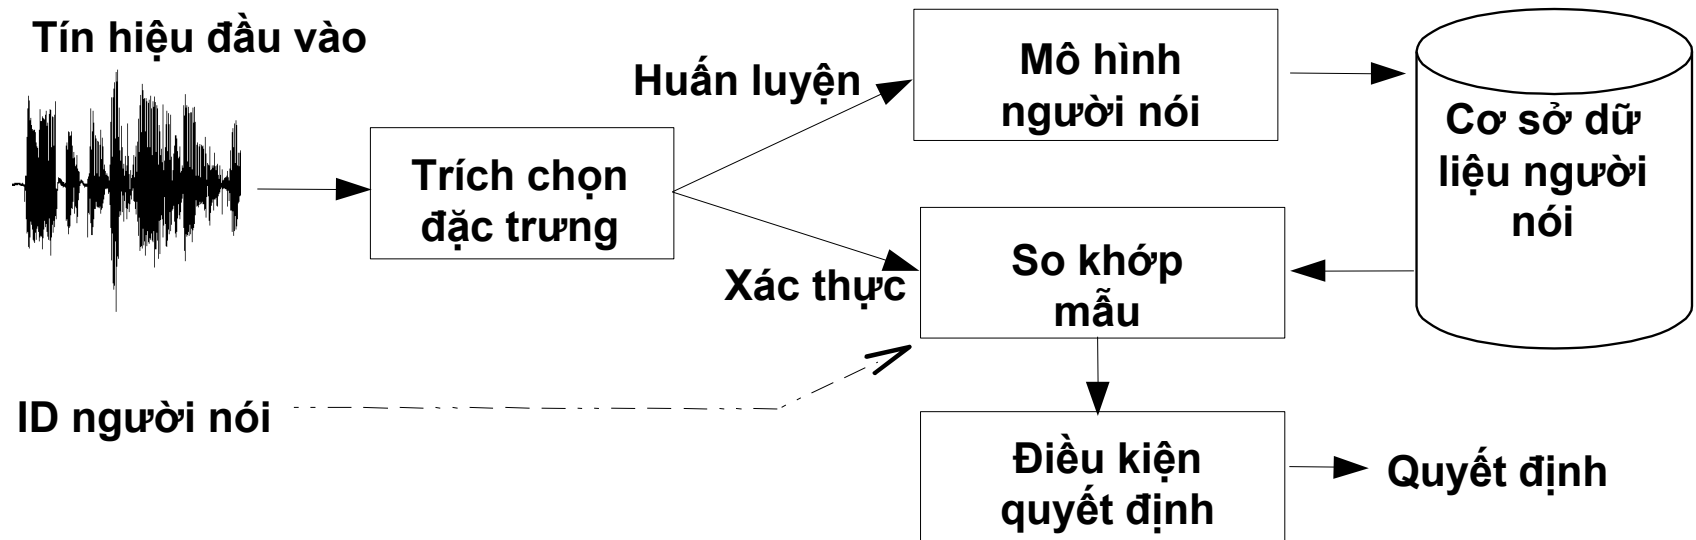 Tín hiệu đầu vào
Huấn luyện
Mô hình
người nói
Cơ sở dữ
liệu người
nói
Trích chọn
đặc trưng
So khớp
mẫu
Xác thực
ID người nói
Điều kiện
quyết định
Quyết định